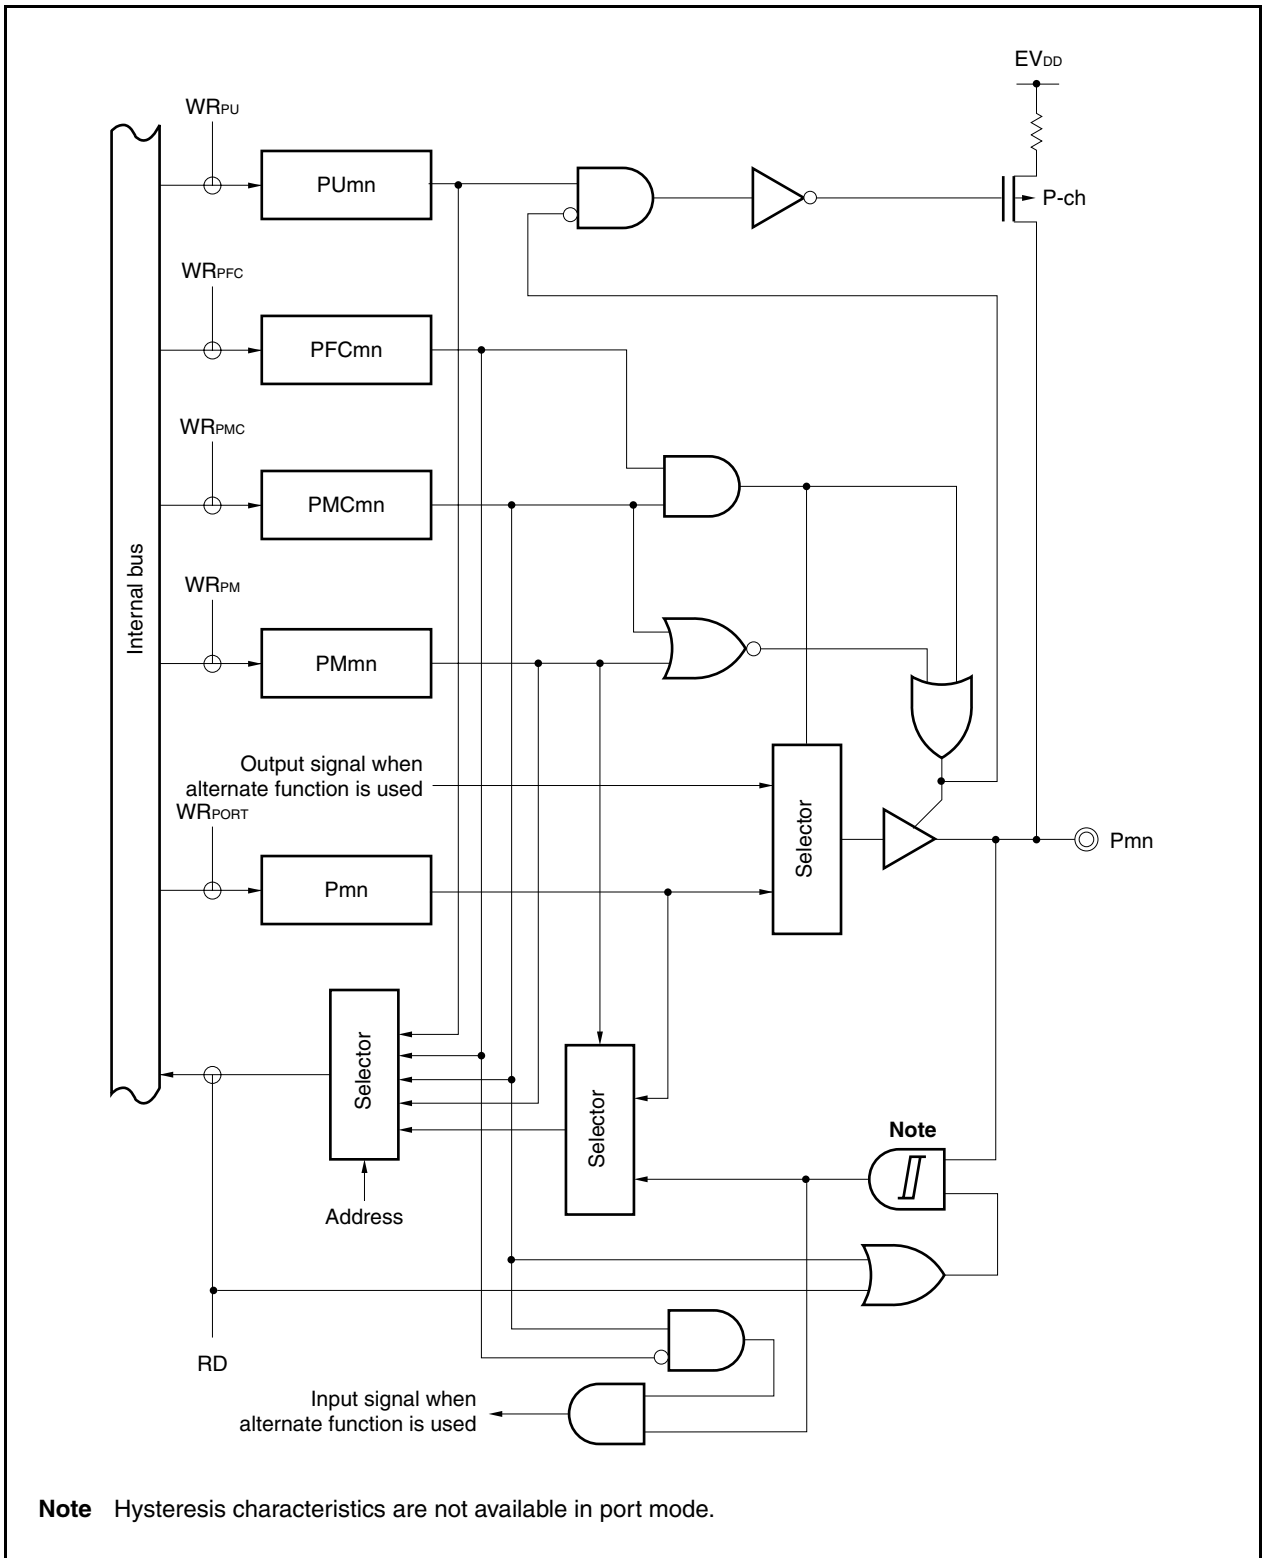 EVDD
WRPU
PUmn
P-ch
WRPFC
PFCmn
WRPMC
PMCmn
Internal bus
WRPM
PMmn
Output signal when
alternate function is used
WRPORT
Selector
Pmn
Pmn
Selector
Selector
Note
Address
RD
Input signal when
alternate function is used
Note Hysteresis characteristics are not available in port mode.